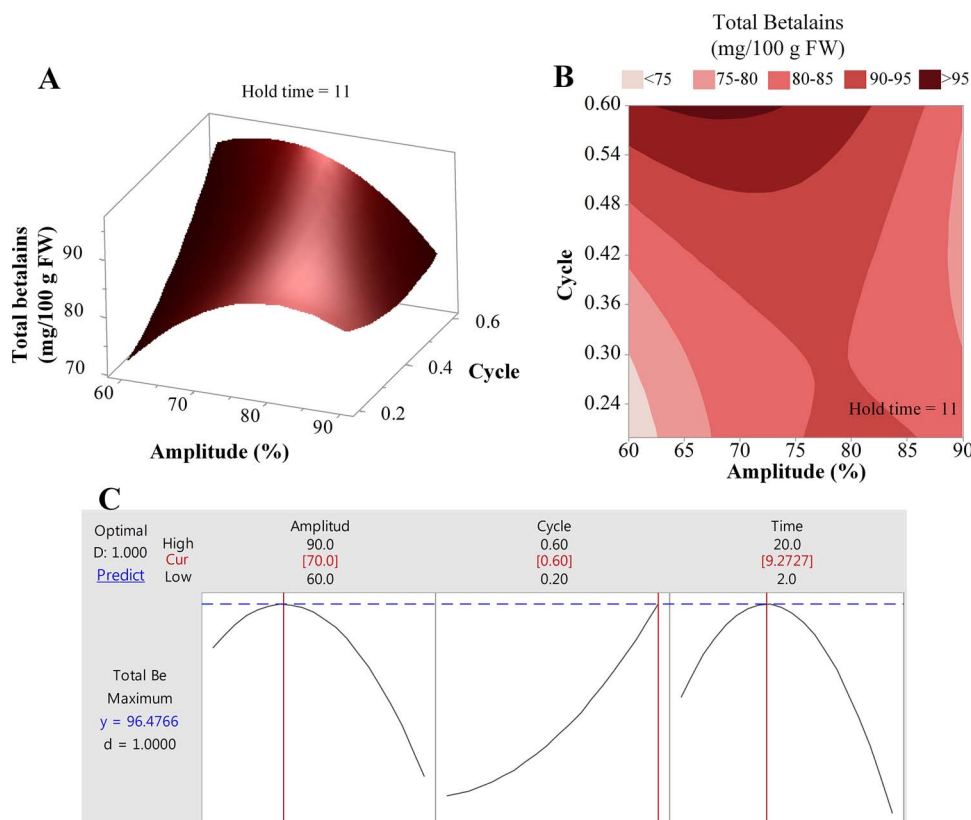 A
Hold time = 11
Total betalains
(mg/100 g FW)
90
80
70
60
70
80
90
Amplitude (%)
0.2
0.4
0.6
Cycle
Total Betalains
(mg/100 g FW)
B
<75 75-80 80-85 90-95 >95
0.60
0.54
0.48
0.42
0.36
0.30
0.24
Cycle
Hold time = 11
60 65 70 75 80 85 90
Amplitude (%)
C
Optimal
D: 1.000
Predict
High
Cur
Low
Amplitud
90.0
[70.0]
60.0
Cycle
0.60
[0.60]
0.20
Time
20.0
[9.2727]
2.0
Total Be
Maximum
y = 96.4766
d = 1.0000